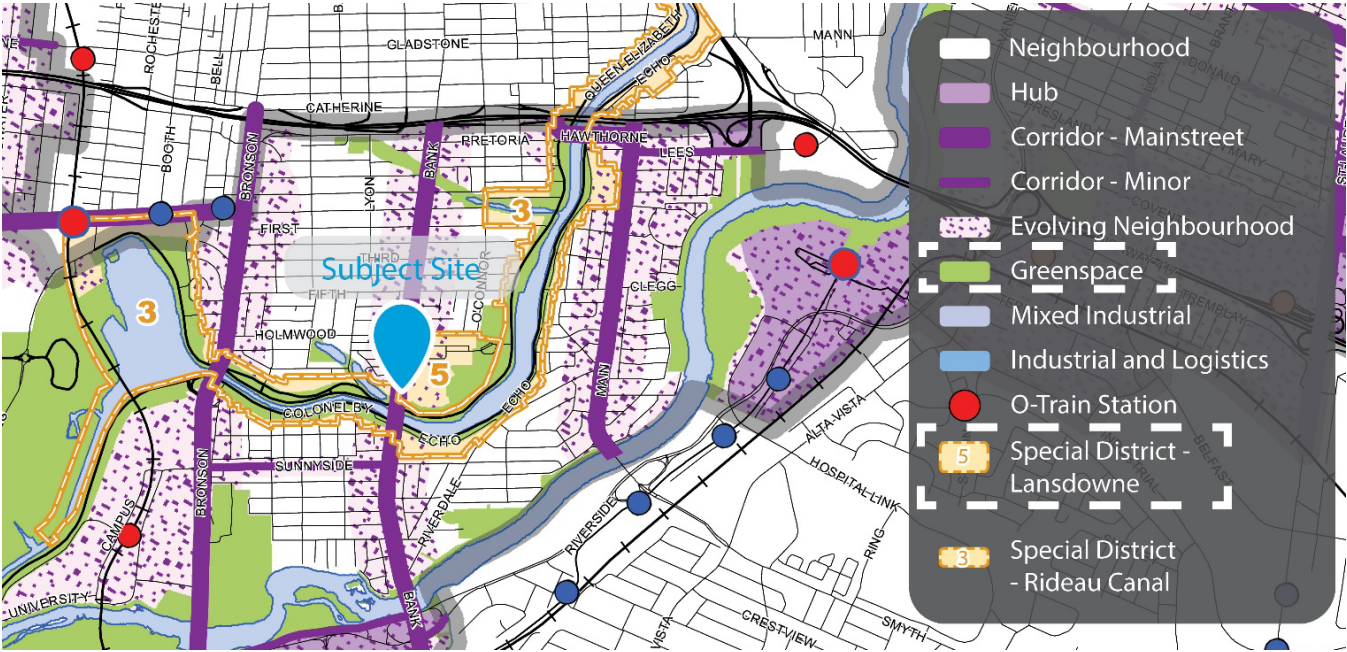 ROCHESTER
BELL
GLADSTONE
MANN
QUEEN ELIZABETH
ECHO
CATHERINE
PRETORIA
HAWTHORNE
LEES
BOOTH
BRONSON
BANK
LYON
FIRST
THIRD
FIFTH
O'CONNOR
Subject Site
3
3
5
HOLMWOOD
CLEGG
MAIN
COLONEL BY
ECHO
ECHO
SUNNYSIDE
BRONSON
CAMPUS
RIVERDALE
UNIVERSITY
BANK
RIVERSIDE
ALTA VISTA
HOSPITAL LINK
RING
CRESTVIEW
SMYTH
VISTA
Neighbourhood
Hub
Corridor - Mainstreet
Corridor - Minor
Evolving Neighbourhood
Greenspace
Mixed Industrial
Industrial and Logistics
O-Train Station
5
Special District -
Lansdowne
3
Special District
- Rideau Canal
TREMBLAY
BELFAST